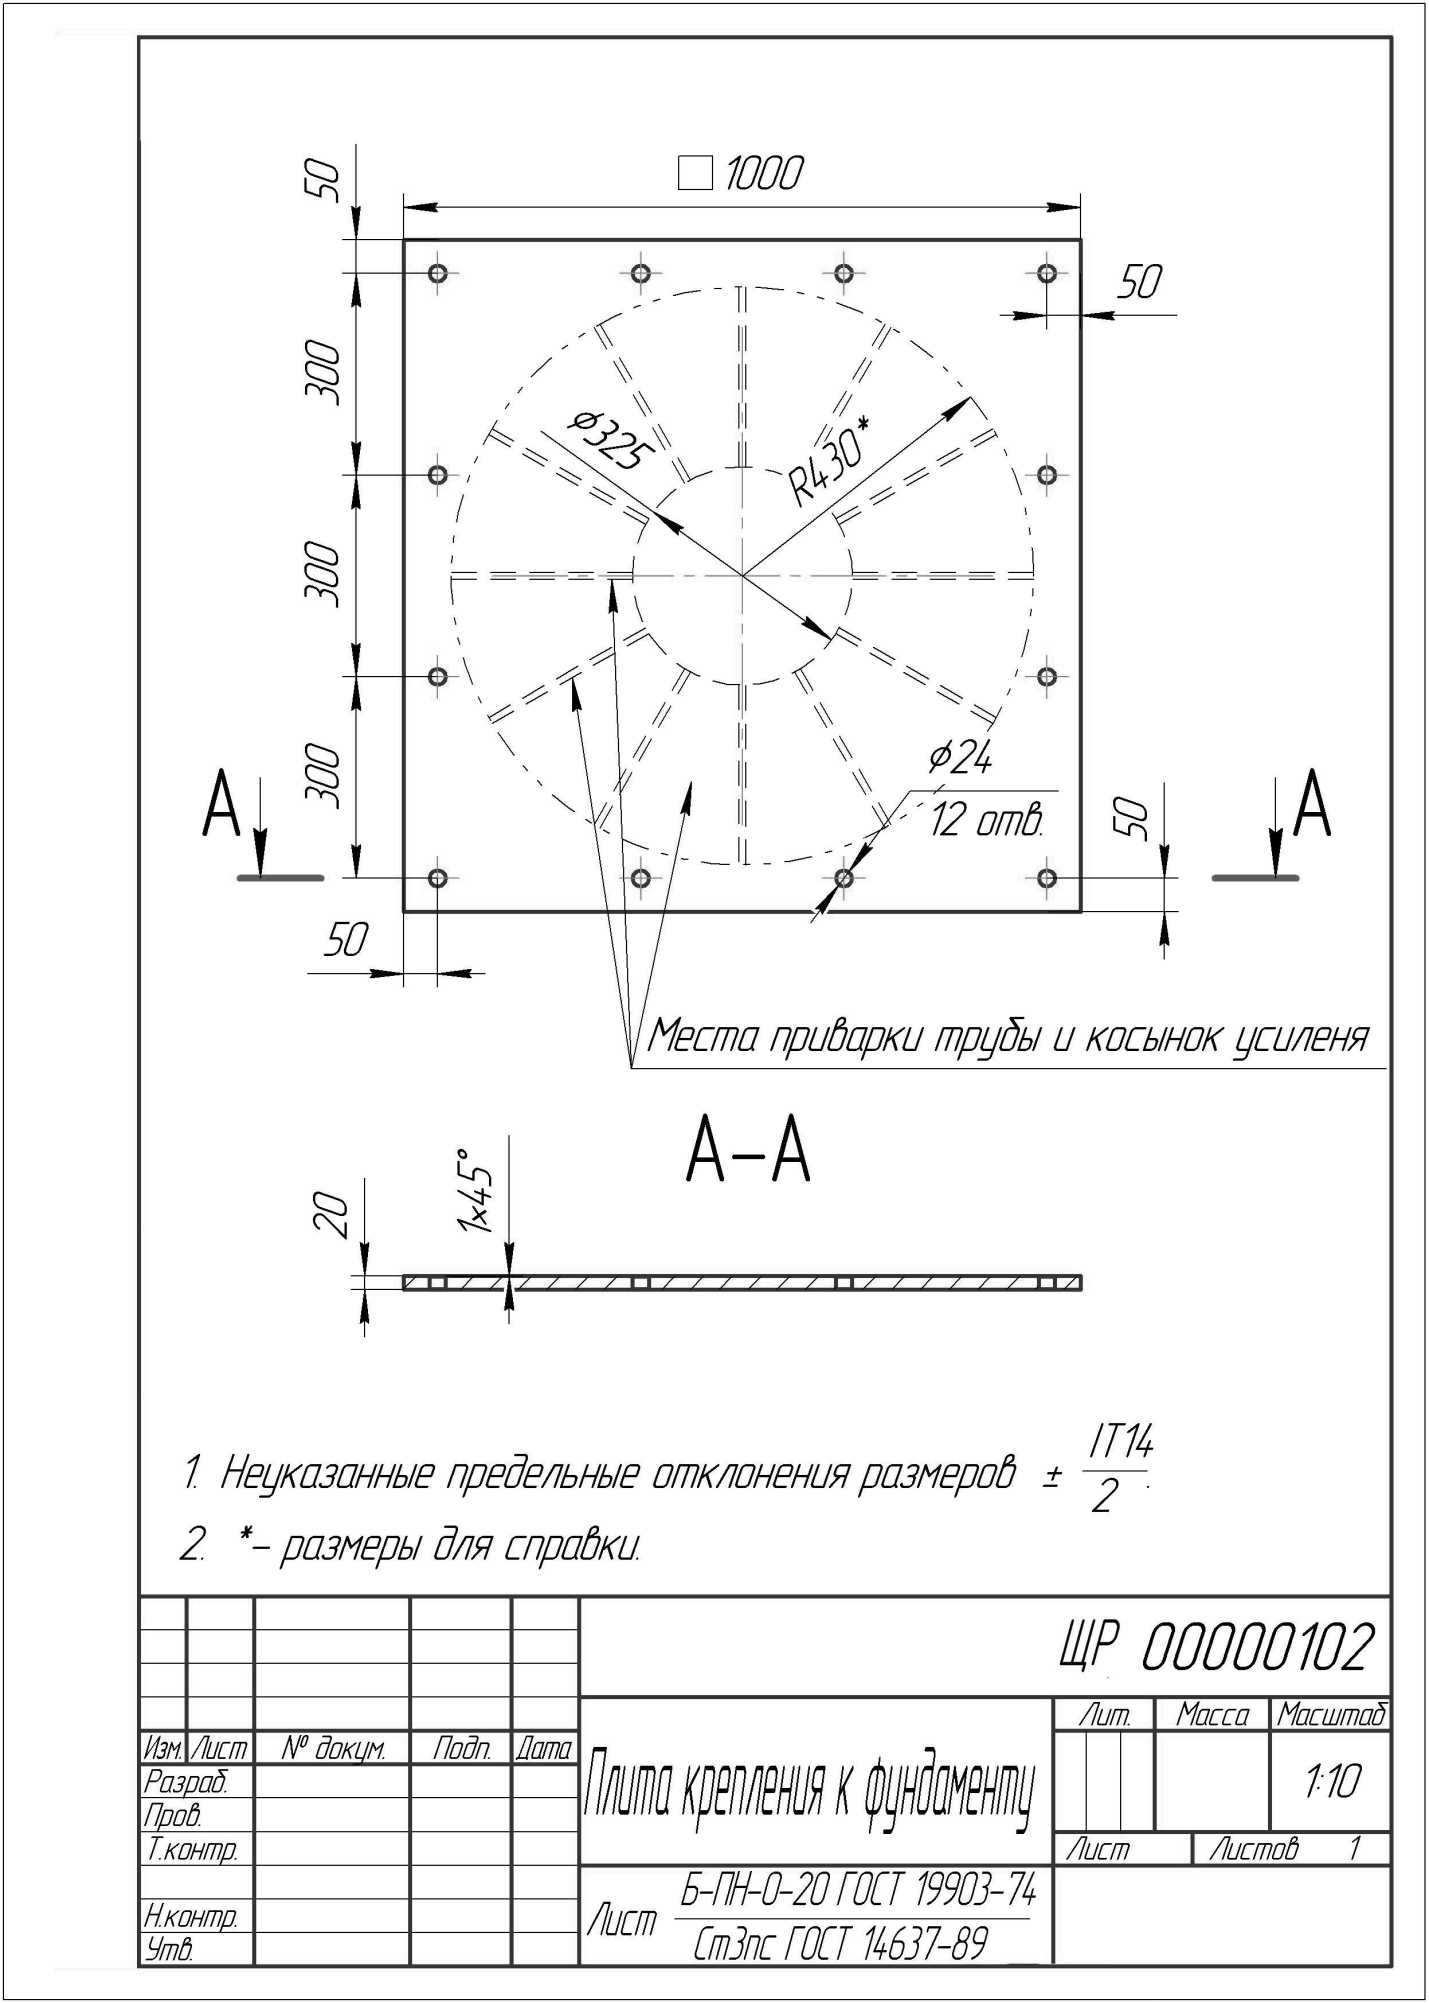 □ 1000
50
50
300
⌀325
R430*
300
300
⌀24
12 отв.
А
А
50
50
Места приварки трубы и косынок усиленя
А–А
20
1x45°
1. Неуказанные предельные отклонения размеров ± IT14
2.
2. *– размеры для справки.
ЩР 00000102
Лит. Масса Масштаб
Изм. Лист № докум. Подп. Дата
Разраб.
Пров.
Т.контр.
Н.контр.
Утв.
Плита крепления к фундаменту
1:10
Лист Листов 1
Б-ПН-0-20 ГОСТ 19903-74
Лист
Ст3пс ГОСТ 14637-89